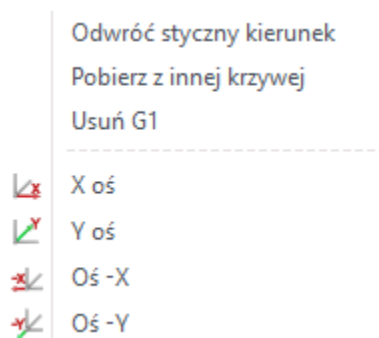 Odwróć styczny kierunek
Pobierz z innej krzywej
Usuń G1
X X oś
Y Y oś
-X Oś -X
-Y Oś -Y